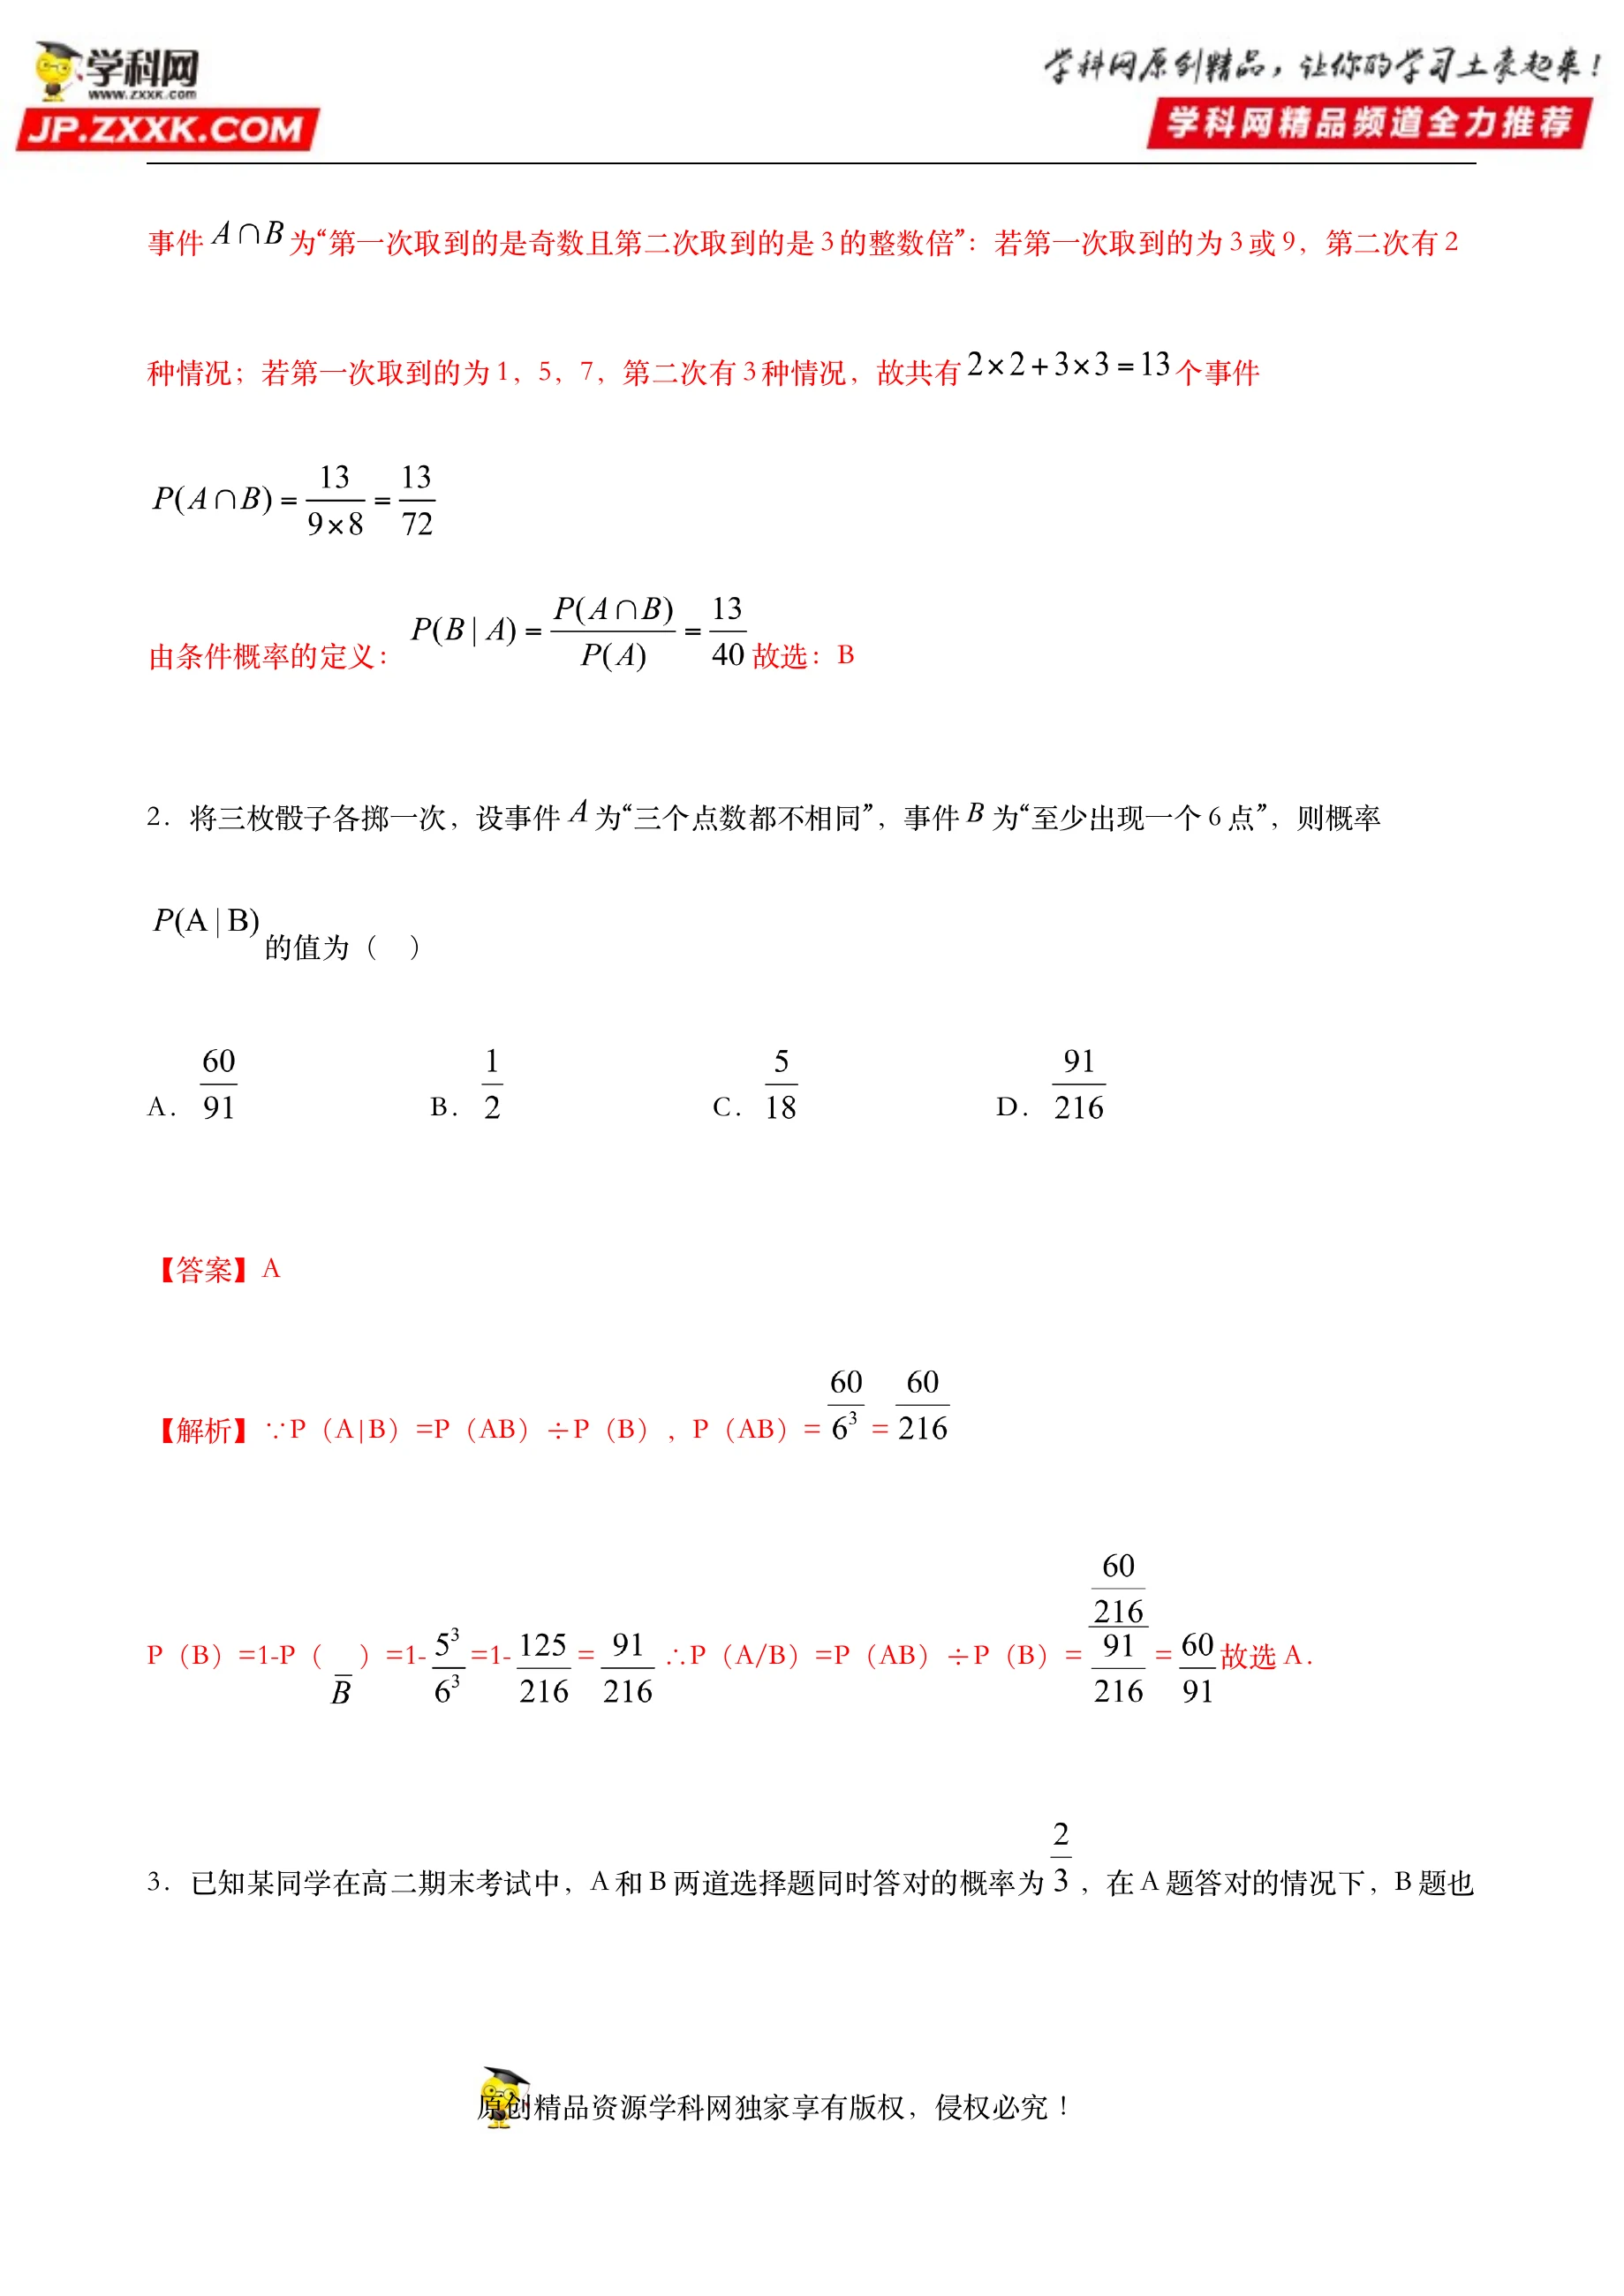 学科网
www.zxxk.com
JP.ZXXK.COM
学科网原创精品，让你的学习土豪起来！
学科网精品频道全力推荐
事件 A∩B 为“第一次取到的是奇数且第二次取到的是 3 的整数倍”：若第一次取到的为 3 或 9，第二次有 2
种情况；若第一次取到的为 1，5，7，第二次有 3 种情况，故共有 2×2+3×3=13 个事件
P(A∩B) = 13/(9×8) = 13/72
由条件概率的定义： P(B|A) = P(A∩B)/P(A) = 13/40 故选：B
2．将三枚骰子各掷一次，设事件 A 为“三个点数都不相同”，事件 B 为“至少出现一个 6 点”，则概率
P(A|B) 的值为（ ）
A．60/91 B．1/2 C．5/18 D．91/216
【答案】A
【解析】∵P（A|B）=P（AB）÷P（B），P（AB）=60/6³=60/216
P（B）=1-P（B̅）=1-5³/6³=1-125/216=91/216 ∴P（A/B）=P（AB）÷P（B）=(60/216)/(91/216)=60/91 故选 A．
3．已知某同学在高二期末考试中，A 和 B 两道选择题同时答对的概率为 2/3，在 A 题答对的情况下，B 题也
原创精品资源学科网独家享有版权，侵权必究！